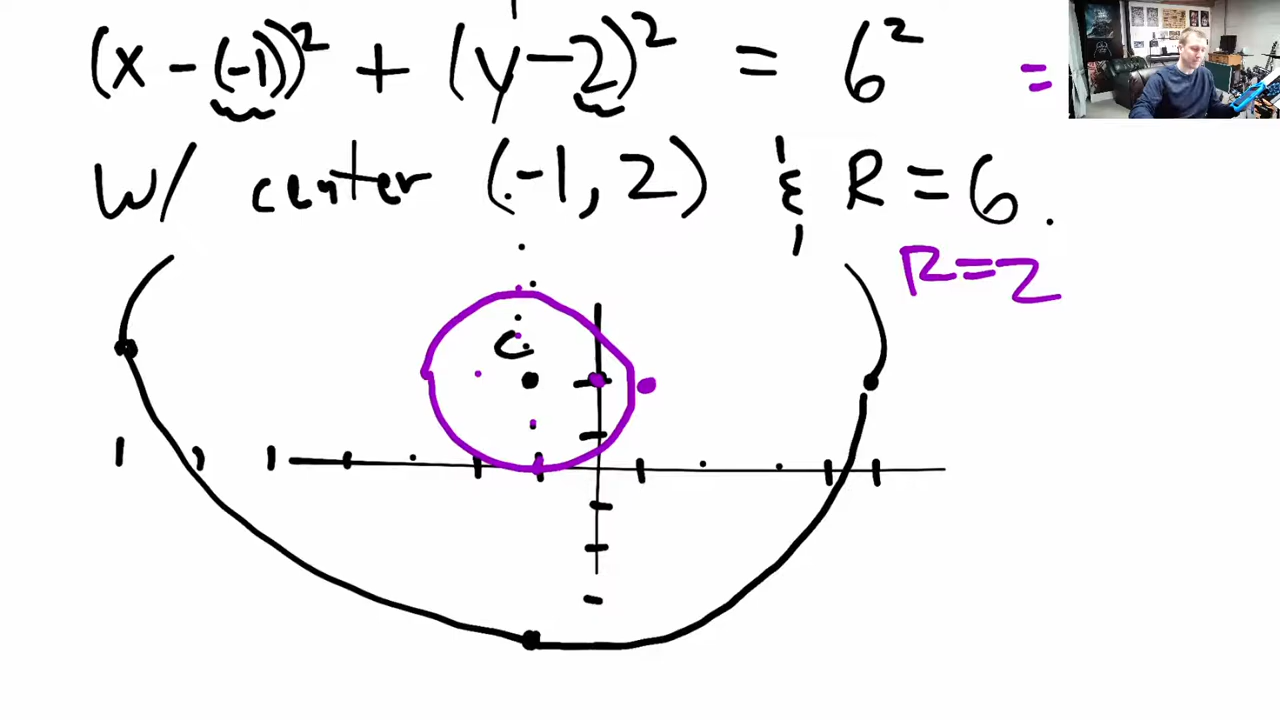 (x - (-1))² + (y - 2)² = 6² =
W/ center (-1, 2) & R = 6.
R = 2
C